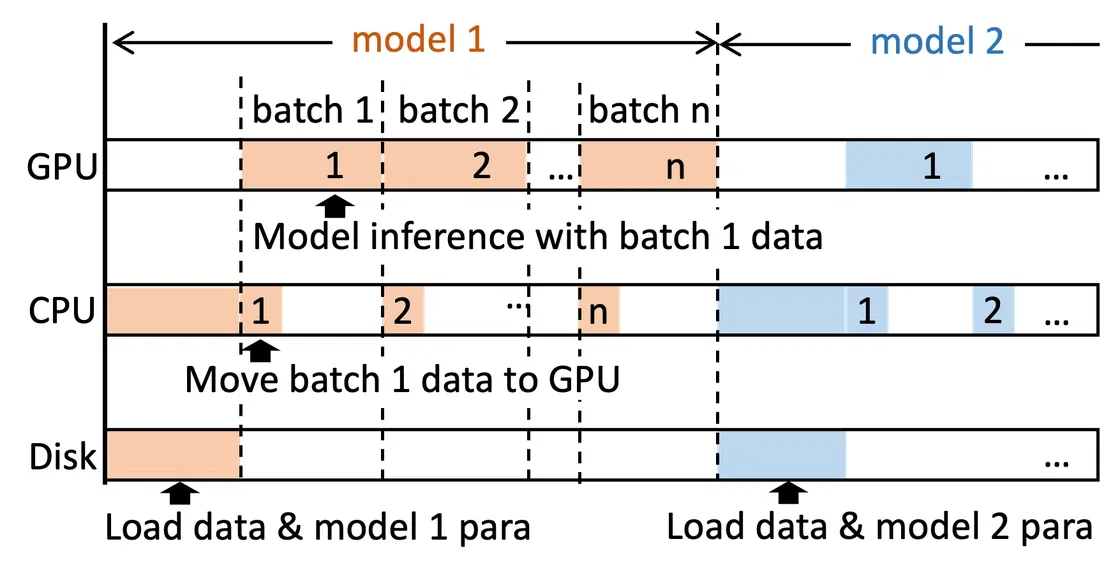 model 1
model 2
batch 1
batch 2
batch n
GPU
1
2
...
n
1
...
Model inference with batch 1 data
CPU
1
2
...
n
1
2
...
Move batch 1 data to GPU
Disk
...
Load data & model 1 para
Load data & model 2 para